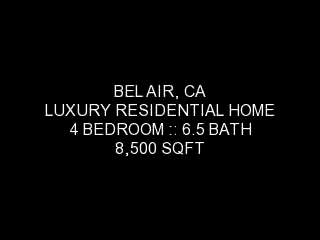 BEL AIR, CA
LUXURY RESIDENTIAL HOME
4 BEDROOM :: 6.5 BATH
8,500 SQFT